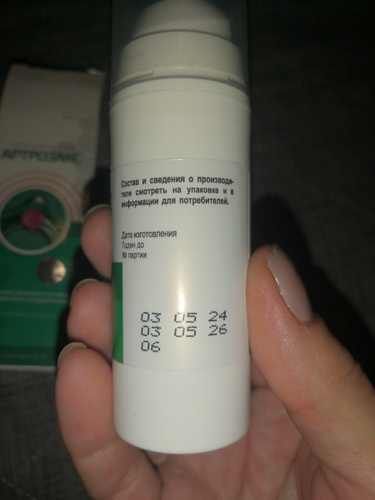 АРТРОЗАКС
Состав и сведения о производи-
теле смотреть на упаковке и в
информации для потребителей.
Дата изготовления
Годен до
№ партии
03 05 24
03 05 26
06